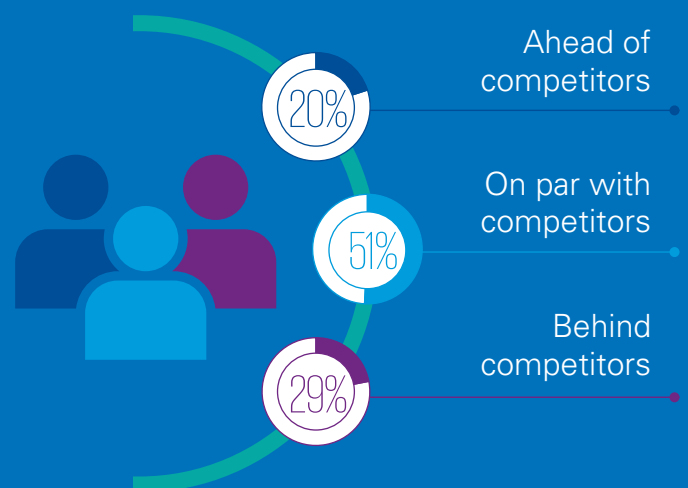 20%
Ahead of
competitors
51%
On par with
competitors
29%
Behind
competitors